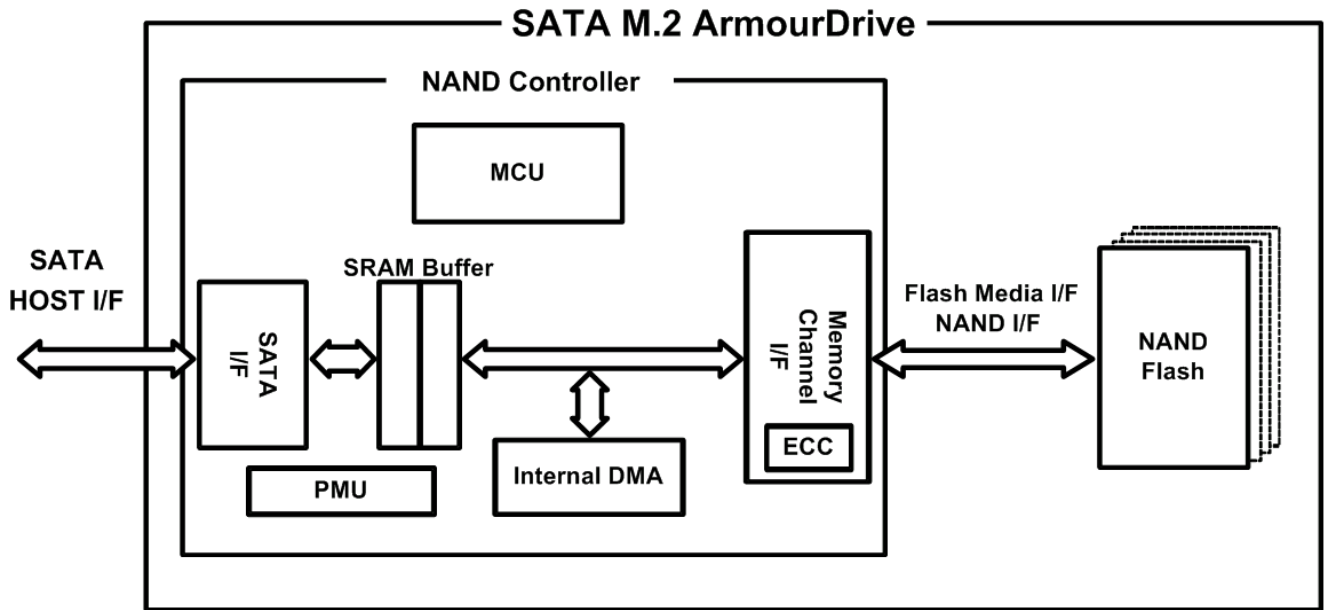 SATA M.2 ArmourDrive
NAND Controller
MCU
SATA
HOST I/F
SATA
I/F
SRAM Buffer
Memory
Channel
I/F
ECC
Internal DMA
PMU
Flash Media I/F
NAND I/F
NAND
Flash